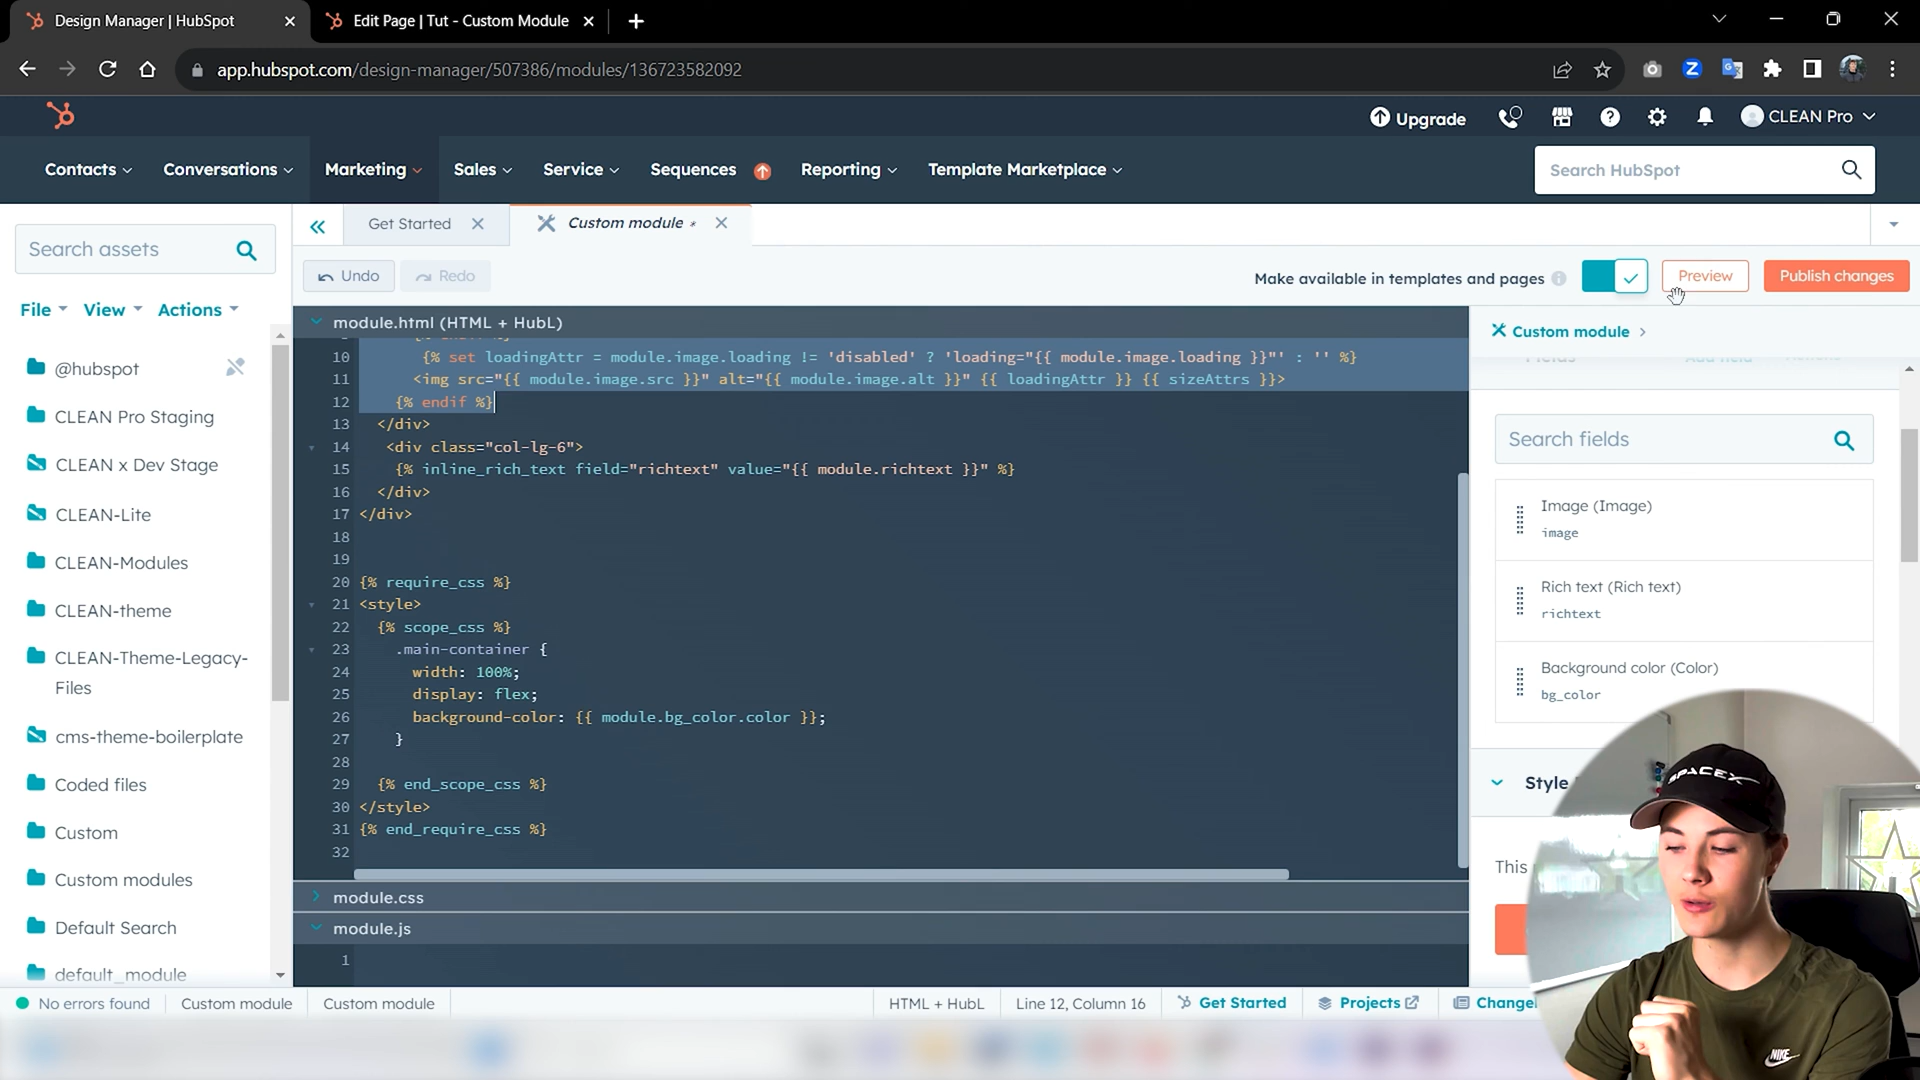 Design Manager | HubSpot
Edit Page | Tut - Custom Module
app.hubspot.com/design-manager/507386/modules/136723582092
Upgrade
CLEAN Pro
Contacts
Conversations
Marketing
Sales
Service
Sequences
Reporting
Template Marketplace
Search HubSpot
Search assets
Get Started
Custom module *
File
View
Actions
Undo
Redo
Make available in templates and pages
Preview
Publish changes
@hubspot
CLEAN Pro Staging
CLEAN x Dev Stage
CLEAN-Lite
CLEAN-Modules
CLEAN-theme
CLEAN-Theme-Legacy-
Files
cms-theme-boilerplate
Coded files
Custom
Custom modules
Default Search
default_module
module.html (HTML + HubL)
10 {% set loadingAttr = module.image.loading != 'disabled' ? 'loading="{{ module.image.loading }}"' : '' %}
11 <img src="{{ module.image.src }}" alt="{{ module.image.alt }}" {{ loadingAttr }} {{ sizeAttrs }}>
12 {% endif %}
13 </div>
14 <div class="col-lg-6">
15 {% inline_rich_text field="richtext" value="{{ module.richtext }}" %}
16 </div>
17 </div>
18
19
20 {% require_css %}
21 <style>
22 {% scope_css %}
23 .main-container {
24 width: 100%;
25 display: flex;
26 background-color: {{ module.bg_color.color }};
27 }
28
29 {% end_scope_css %}
30 </style>
31 {% end_require_css %}
32
module.css
module.js
1
Custom module
Fields
Add field
Actions
Search fields
Image (Image)
image
Rich text (Rich text)
richtext
Background color (Color)
bg_color
Style
This
SPACEX
NIKE
No errors found
Custom module
Custom module
HTML + HubL
Line 12, Column 16
Get Started
Projects